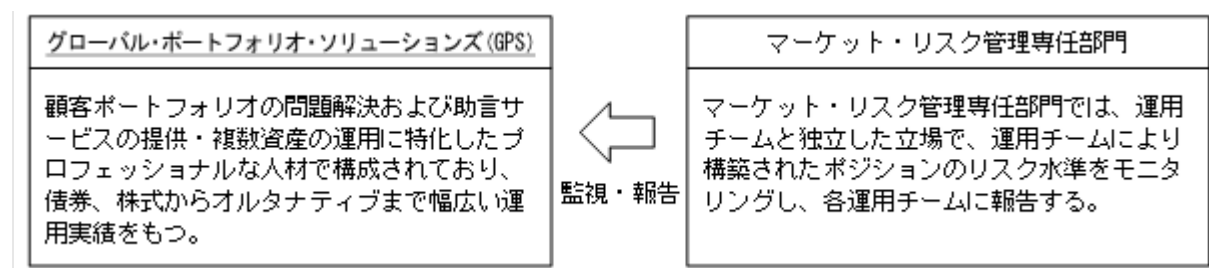 グローバル・ポートフォリオ・ソリューションズ(GPS)
顧客ポートフォリオの問題解決および助言サ
ービスの提供・複数資産の運用に特化したプ
ロフェッショナルな人材で構成されており、
債券、株式からオルタナティブまで幅広い運
用実績をもつ。
監視・報告
マーケット・リスク管理専任部門
マーケット・リスク管理専任部門では、運用
チームと独立した立場で、運用チームにより
構築されたポジションのリスク水準をモニタ
リングし、各運用チームに報告する。